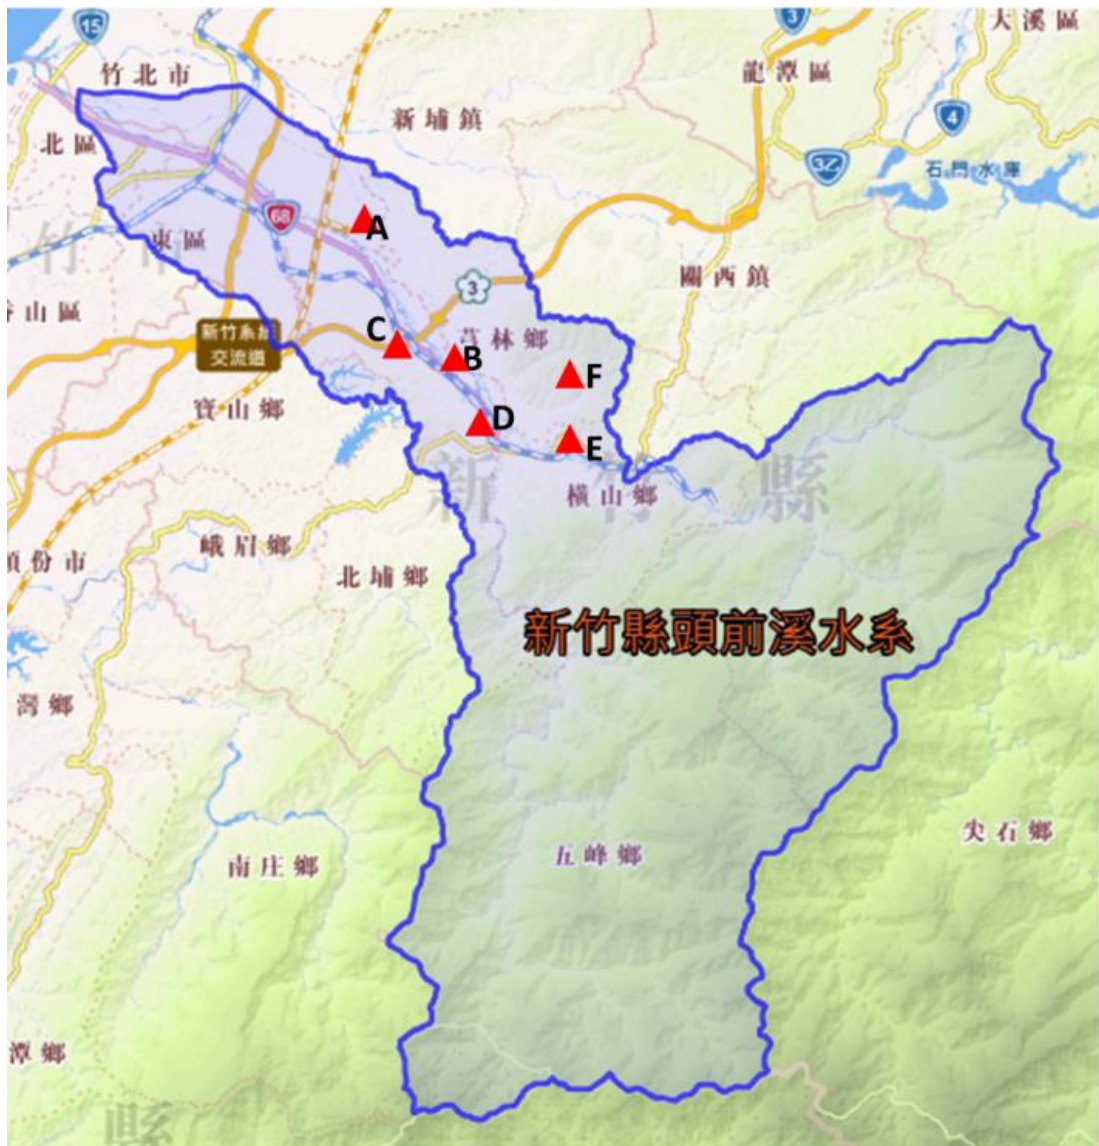 15
3
大溪區
竹北市
龍潭區
新埔鎮
4
北區
32
石門水庫
68
A
東區
竹
關西鎮
3
新竹系統
交流道
C
芎林鄉
B
F
寶山鄉
D
E
新竹縣
橫山鄉
峨眉鄉
頭份市
北埔鄉
新竹縣頭前溪水系
灣鄉
五峰鄉
尖石鄉
南庄鄉
潭鄉
縣